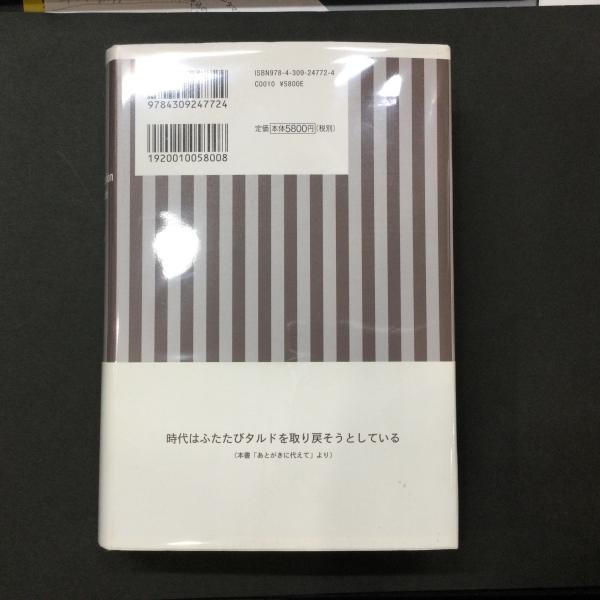 ISBN978-4-309-24772-4
C0010 ¥5800E
9784309247724
定価 本体5800円(税別)
1920010058008
時代はふたたびタルドを取り戻そうとしている
(本書「あとがきに代えて」より)